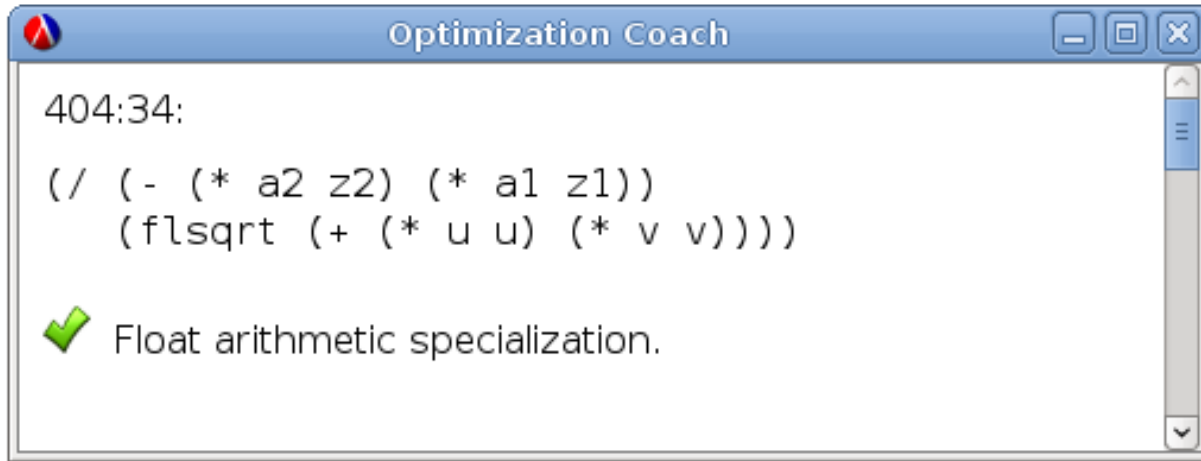 Optimization Coach
404:34:
(/ (- (* a2 z2) (* a1 z1))
(flsqrt (+ (* u u) (* v v))))
Float arithmetic specialization.